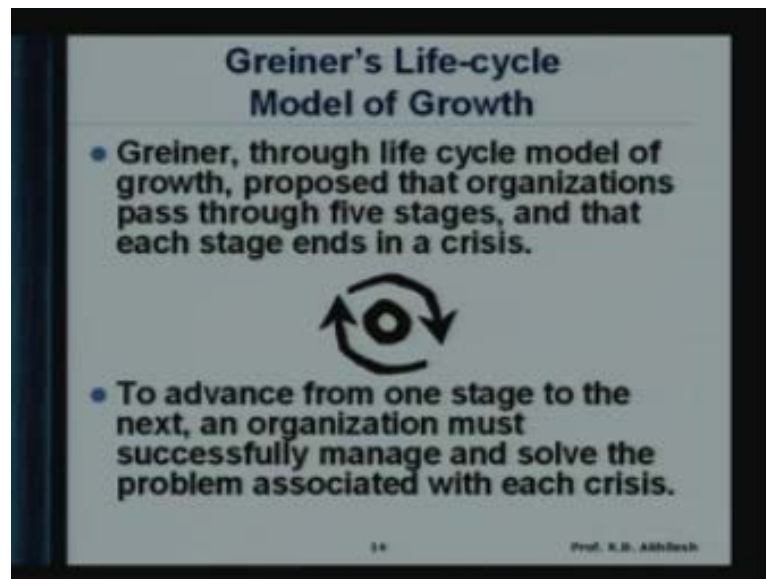 Greiner's Life-cycle
Model of Growth
• Greiner, through life cycle model of
growth, proposed that organizations
pass through five stages, and that
each stage ends in a crisis.
• To advance from one stage to the
next, an organization must
successfully manage and solve the
problem associated with each crisis.
14
Prof. K.B. Akhilesh